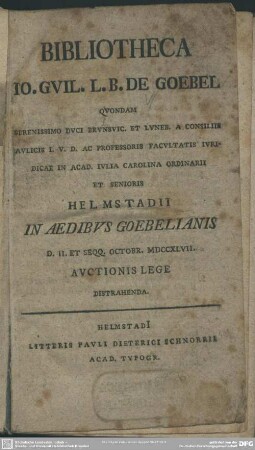 BIBLIOTHECA
IO. GVIL. L. B. DE GOEBEL
QVONDAM
SERENISSIMO DVCI BRVNSVIC. ET LVNEB. A CONSILIIS
AVLICIS I. V. D. AC PROFESSORIS FACVLTATIS IVRI-
DICAE IN ACAD. IVLIA CAROLINA ORDINARII
ET SENIORIS
HELMSTADII
IN AEDIBVS GOEBELIANIS
D. II. ET SEQQ. OCTOBR. MDCCXLVII.
AVCTIONIS LEGE
DISTRAHENDA.
HELMSTADI
LITTERIS PAVLI DIETERICI SCHNORRII
ACAD. TYPOGR.
DFG